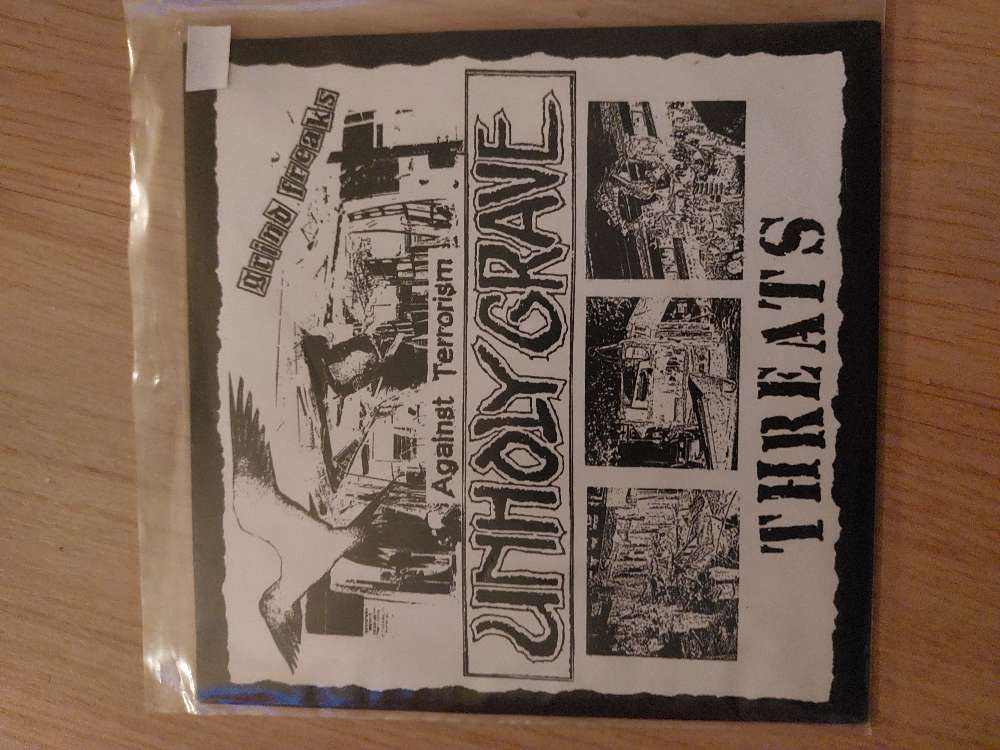 grind freaks
Against Terrorism
UNHOLY GRAVE
THREATS